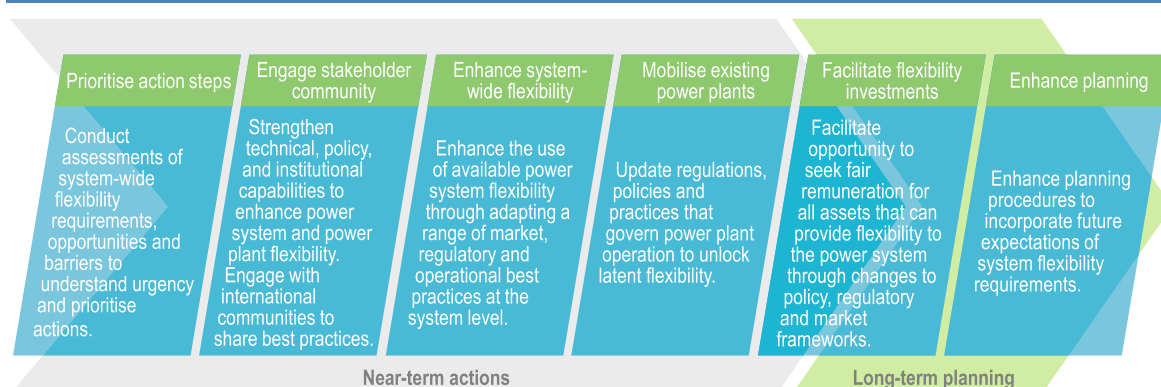 Prioritise action steps
Conduct
assessments of
system-wide
flexibility
requirements,
opportunities and
barriers to
understand urgency
and prioritise
actions.
Engage stakeholder
community
Strengthen
technical, policy,
and institutional
capabilities to
enhance power
system and power
plant flexibility.
Engage with
international
communities to
share best practices.
Enhance system-
wide flexibility
Enhance the use
of available power
system flexibility
through adapting a
range of market,
regulatory and
operational best
practices at the
system level.
Mobilise existing
power plants
Update regulations,
policies and
practices that
govern power plant
operation to unlock
latent flexibility.
Facilitate flexibility
investments
Facilitate
opportunity to
seek fair
remuneration for
all assets that can
provide flexibility to
the power system
through changes to
policy, regulatory
and market
frameworks.
Enhance planning
Enhance planning
procedures to
incorporate future
expectations of
system flexibility
requirements.
Near-term actions
Long-term planning